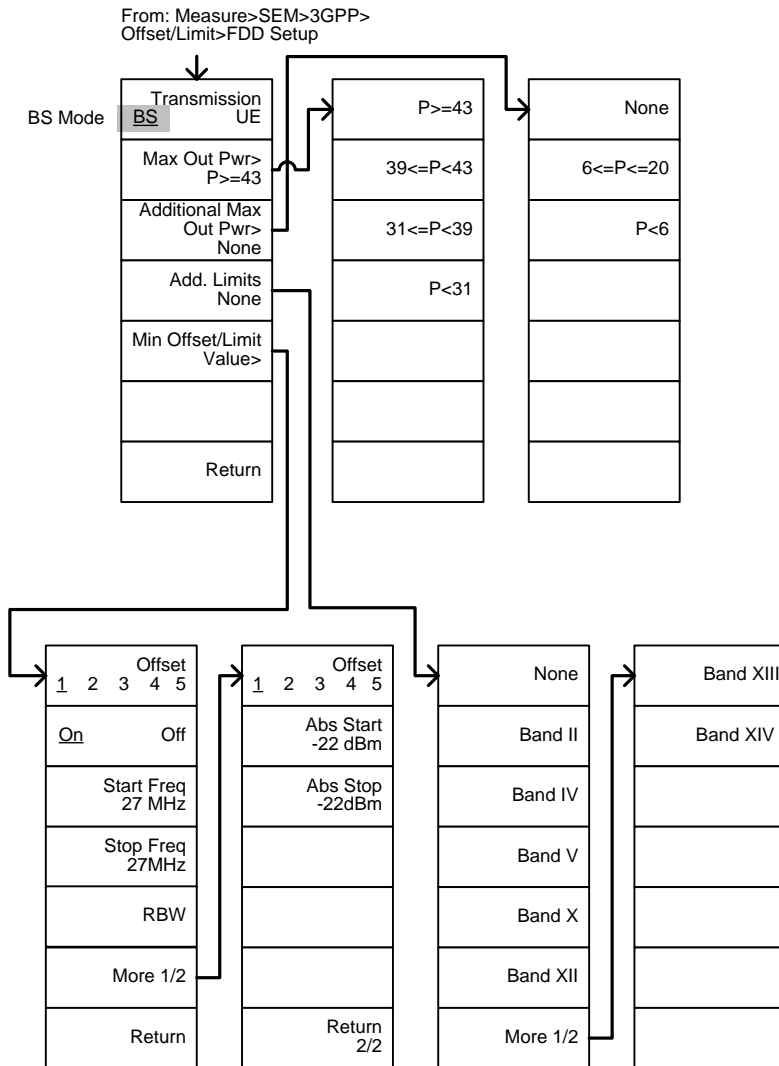 From: Measure>SEM>3GPP>
Offset/Limit>FDD Setup
BS Mode
Transmission
BS UE
Max Out Pwr>
P>=43
Additional Max
Out Pwr>
None
Add. Limits
None
Min Offset/Limit
Value>
Return
P>=43
39<=P<43
31<=P<39
P<31
None
6<=P<=20
P<6
Offset
1 2 3 4 5
On Off
Start Freq
27 MHz
Stop Freq
27MHz
RBW
More 1/2
Return
Offset
1 2 3 4 5
Abs Start
-22 dBm
Abs Stop
-22dBm
Return
2/2
None
Band II
Band IV
Band V
Band X
Band XII
More 1/2
Band XIII
Band XIV